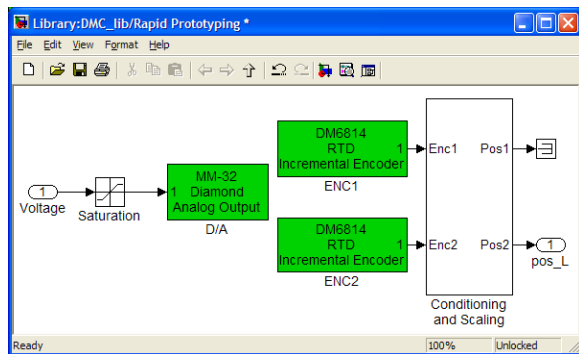 Library:DMC_lib/Rapid Prototyping *
File Edit View Format Help
1
Voltage
Saturation
1
MM-32
Diamond
Analog Output
D/A
DM6814
RTD
Incremental Encoder
1
ENC1
DM6814
RTD
Incremental Encoder
1
ENC2
Enc1 Pos1
Enc2 Pos2
Conditioning
and Scaling
1
pos_L
Ready 100% Unlocked